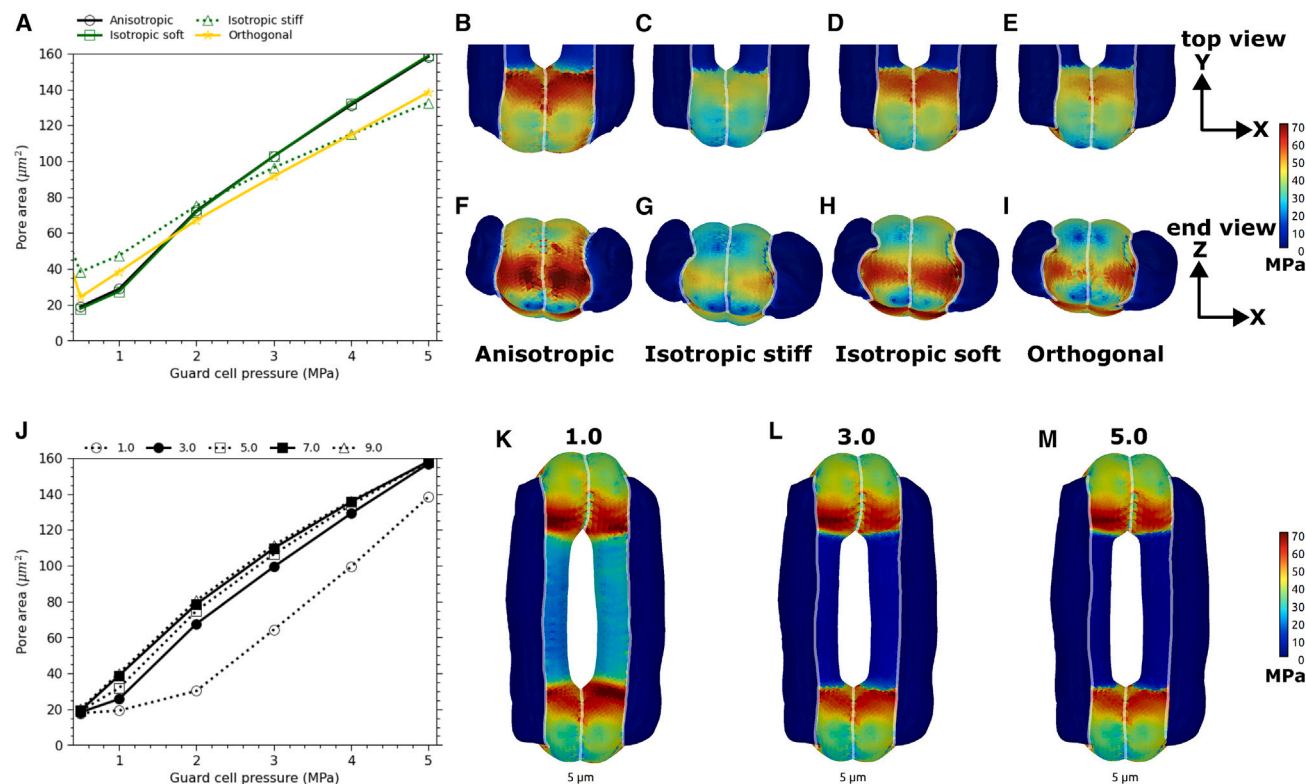 A
Anisotropic
Isotropic stiff
Isotropic soft
Orthogonal
160
140
120
100
80
60
40
20
0
Pore area (μm²)
1 2 3 4 5
Guard cell pressure (MPa)
B C D E
top view
Y
X
70
60
50
40
30
20
10
0
MPa
F G H I
end view
Z
X
Anisotropic Isotropic stiff Isotropic soft Orthogonal
J
1.0 3.0 5.0 7.0 9.0
160
140
120
100
80
60
40
20
0
Pore area (μm²)
1 2 3 4 5
Guard cell pressure (MPa)
K 1.0 L 3.0 M 5.0
70
60
50
40
30
20
10
0
MPa
5 μm 5 μm 5 μm